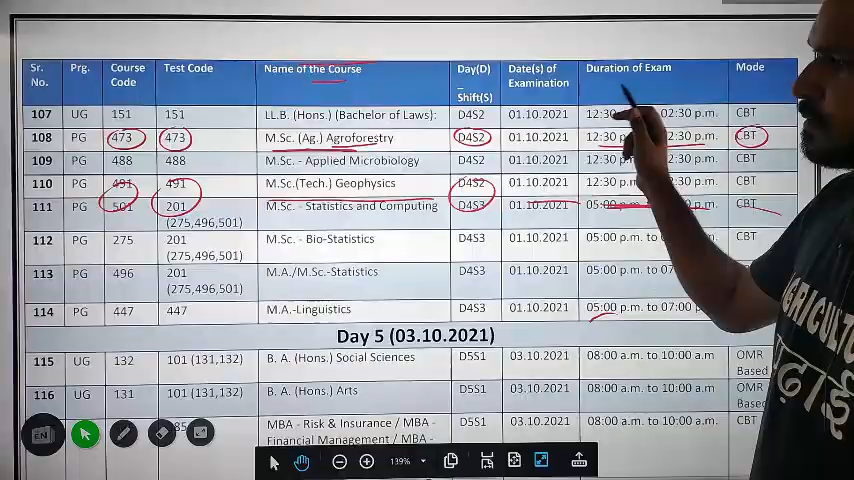 Sr. No. Prg. Course Code Test Code Name of the Course Day(D) _ Shift(S) Date(s) of Examination Duration of Exam Mode
107 UG 151 151 LL.B. (Hons.) (Bachelor of Laws): D4S2 01.10.2021 12:30 02:30 p.m. CBT
108 PG 473 473 M.Sc. (Ag.) Agroforestry D4S2 01.10.2021 12:30 p 2:30 p.m. CBT
109 PG 488 488 M.Sc. - Applied Microbiology D4S2 01.10.2021 12:30 p.m. 2:30 p.m. CBT
110 PG 491 491 M.Sc.(Tech.) Geophysics D4S2 01.10.2021 12:30 p.m. 02:30 p.m. CBT
111 PG 501 201 (275,496,501) M.Sc. - Statistics and Computing D4S3 01.10.2021 05: p.m. CBT
112 PG 275 201 (275,496,501) M.Sc. - Bio-Statistics D4S3 01.10.2021 05:00 p.m. to p.m. CBT
113 PG 496 201 (275,496,501) M.A./M.Sc.-Statistics D4S3 01.10.2021 05:00 p.m. to 07
114 PG 447 447 M.A.-Linguistics D4S3 01.10.2021 05:00 p.m. to 07:00
Day 5 (03.10.2021)
115 UG 132 101 (131,132) B. A. (Hons.) Social Sciences D5S1 03.10.2021 08:00 a.m. to 10:00 a.m OMR Based
116 UG 131 101 (131,132) B. A. (Hons.) Arts D5S1 03.10.2021 08:00 a.m. to 10:00 a.m OMR Based
MBA - Risk & Insurance / MBA - Financial Management / MBA - D5S1 03.10.2021 08:00 a.m. to 10:00 a.m CBT
EN
139%
AGRICULTU